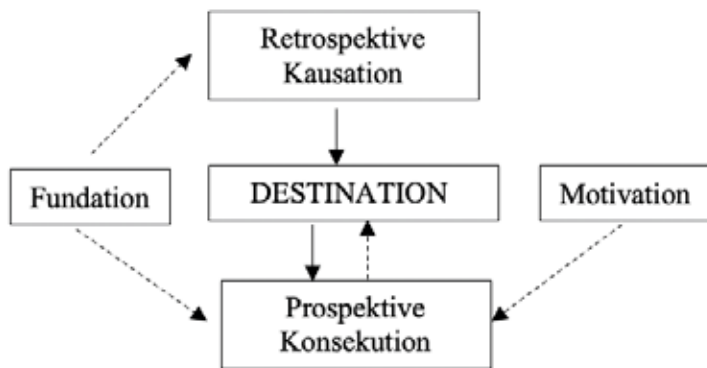 Retrospektive
Kausation
Fundation
DESTINATION
Motivation
Prospektive
Konsekution